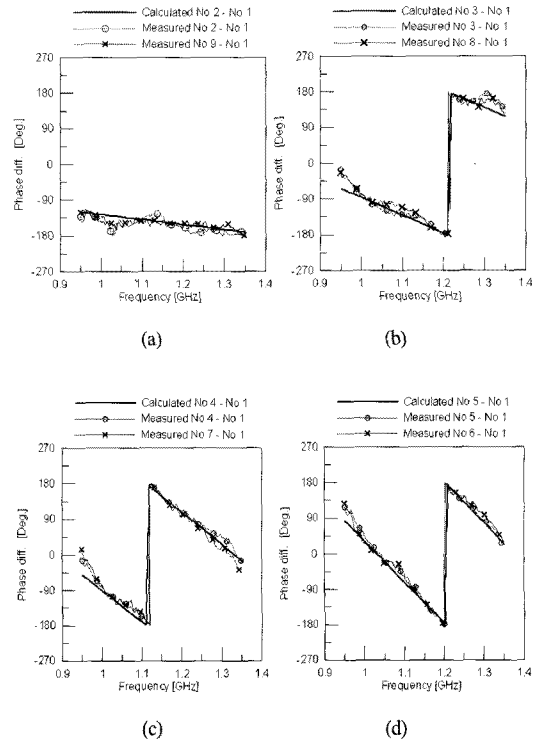 Calculated No 2 - No 1
Measured No 2 - No 1
Measured No 9 - No 1
270
180
90
0
-90
-180
-270
Phase diff. [Deg.]
0.9 1 1.1 1.2 1.3 1.4
Frequency [GHz]
(a)
Calculated No 3 - No 1
Measured No 3 - No 1
Measured No 8 - No 1
270
180
90
0
-90
-180
-270
Phase diff. [Deg.]
0.9 1 1.1 1.2 1.3 1.4
Frequency [GHz]
(b)
Calculated No 4 - No 1
Measured No 4 - No 1
Measured No 7 - No 1
270
180
90
0
-90
-180
-270
Phase diff. [Deg.]
0.9 1 1.1 1.2 1.3 1.4
Frequency [GHz]
(c)
Calculated No 5 - No 1
Measured No 5 - No 1
Measured No 6 - No 1
270
180
90
0
-90
-180
-270
Phase diff. [Deg.]
0.9 1 1.1 1.2 1.3 1.4
Frequency [GHz]
(d)